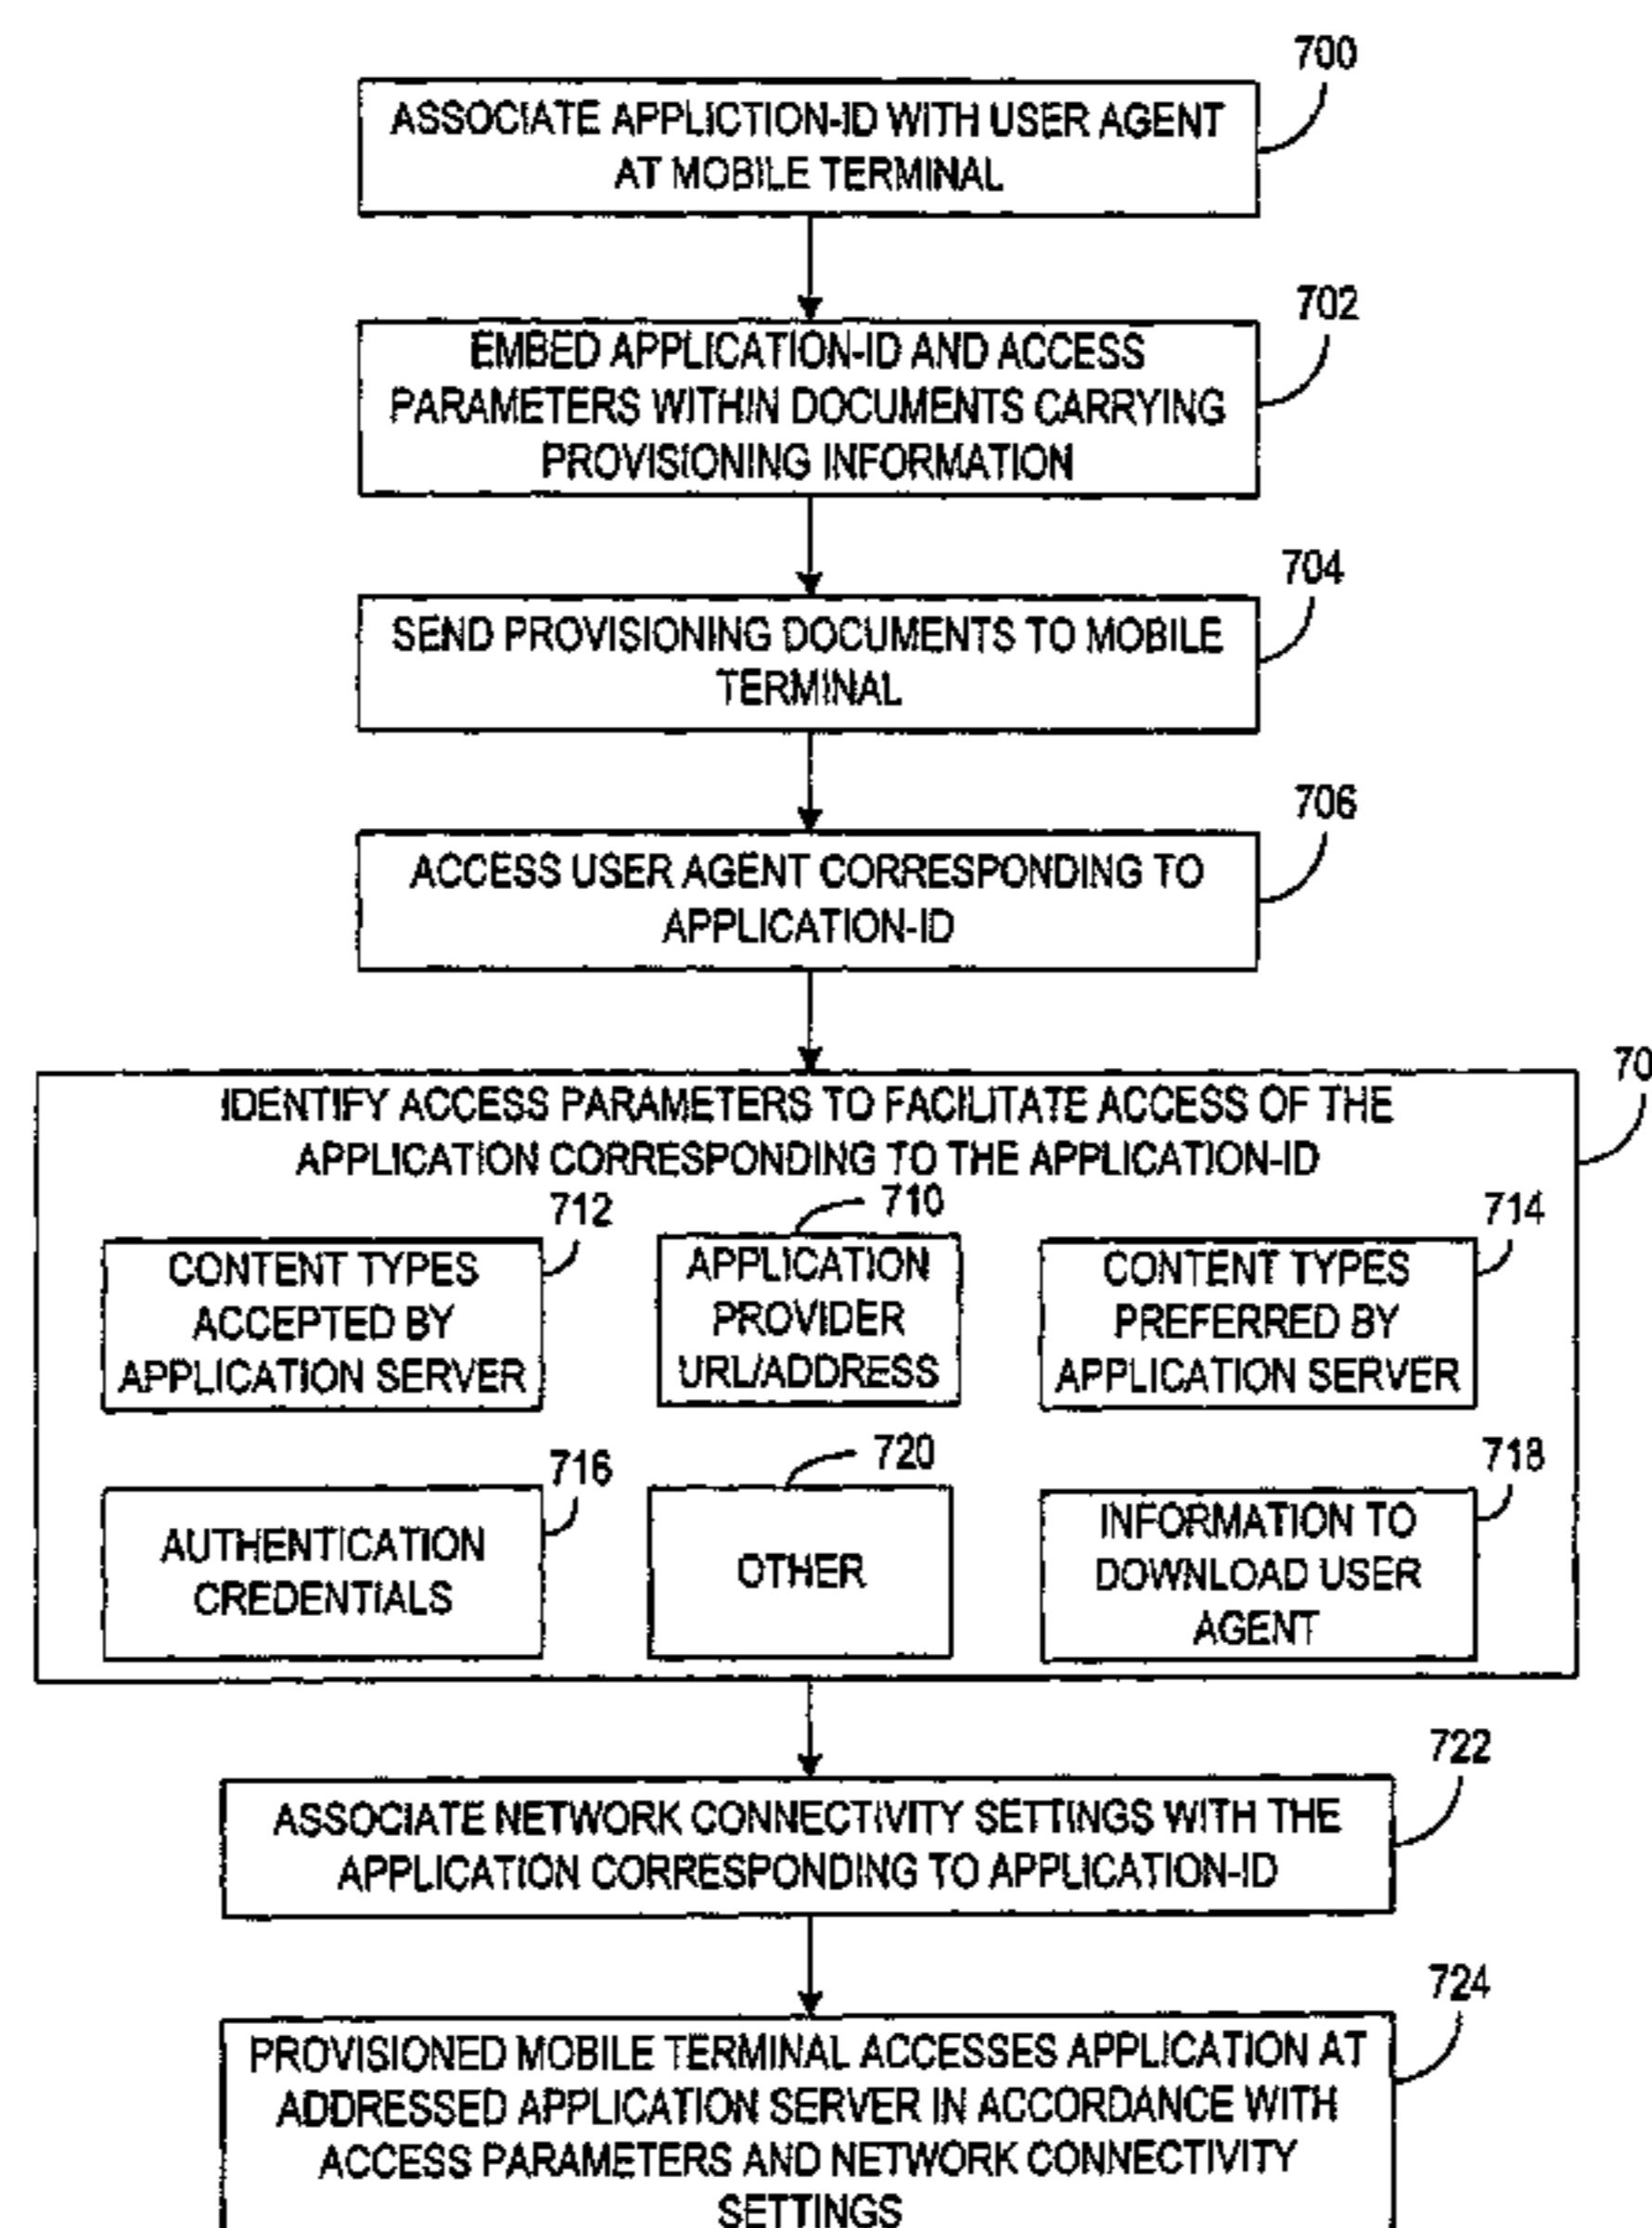 700
ASSOCIATE APPLICTION-ID WITH USER AGENT
AT MOBILE TERMINAL
702
EMBED APPLICATION-ID AND ACCESS
PARAMETERS WITHIN DOCUMENTS CARRYING
PROVISIONING INFORMATION
704
SEND PROVISIONING DOCUMENTS TO MOBILE
TERMINAL
706
ACCESS USER AGENT CORRESPONDING TO
APPLICATION-ID
70
IDENTIFY ACCESS PARAMETERS TO FACILITATE ACCESS OF THE
APPLICATION CORRESPONDING TO THE APPLICATION-ID
712
CONTENT TYPES
ACCEPTED BY
APPLICATION SERVER
710
APPLICATION
PROVIDER
URL/ADDRESS
714
CONTENT TYPES
PREFERRED BY
APPLICATION SERVER
716
AUTHENTICATION
CREDENTIALS
720
OTHER
718
INFORMATION TO
DOWNLOAD USER
AGENT
722
ASSOCIATE NETWORK CONNECTIVITY SETTINGS WITH THE
APPLICATION CORRESPONDING TO APPLICATION-ID
724
PROVISIONED MOBILE TERMINAL ACCESSES APPLICATION AT
ADDRESSED APPLICATION SERVER IN ACCORDANCE WITH
ACCESS PARAMETERS AND NETWORK CONNECTIVITY
SETTINGS